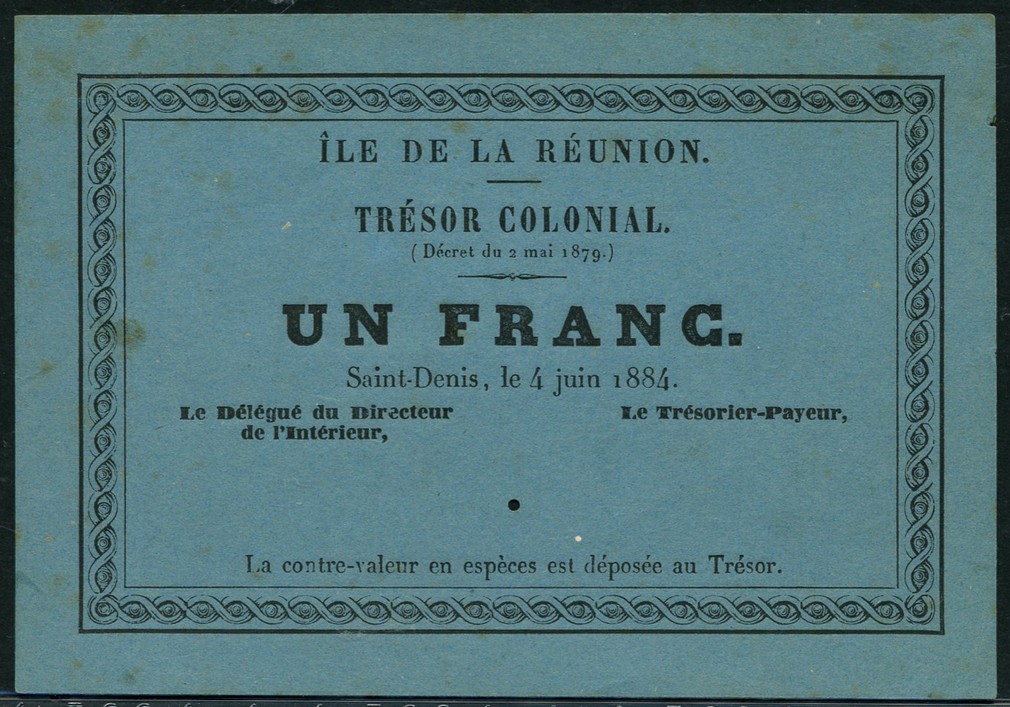 ÎLE DE LA RÉUNION.
TRÉSOR COLONIAL.
(Décret du 2 mai 1879.)
UN FRANC.
Saint-Denis, le 4 juin 1884.
Le Délégué du Directeur
de l'Intérieur,
Le Trésorier-Payeur,
La contre-valeur en espèces est déposée au Trésor.